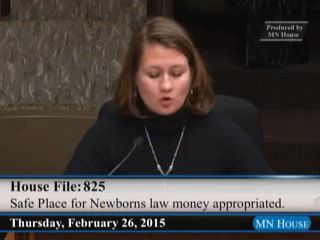 Produced by
MN House
House File: 825
Safe Place for Newborns law money appropriated.
Thursday, February 26, 2015
MN HOUSE